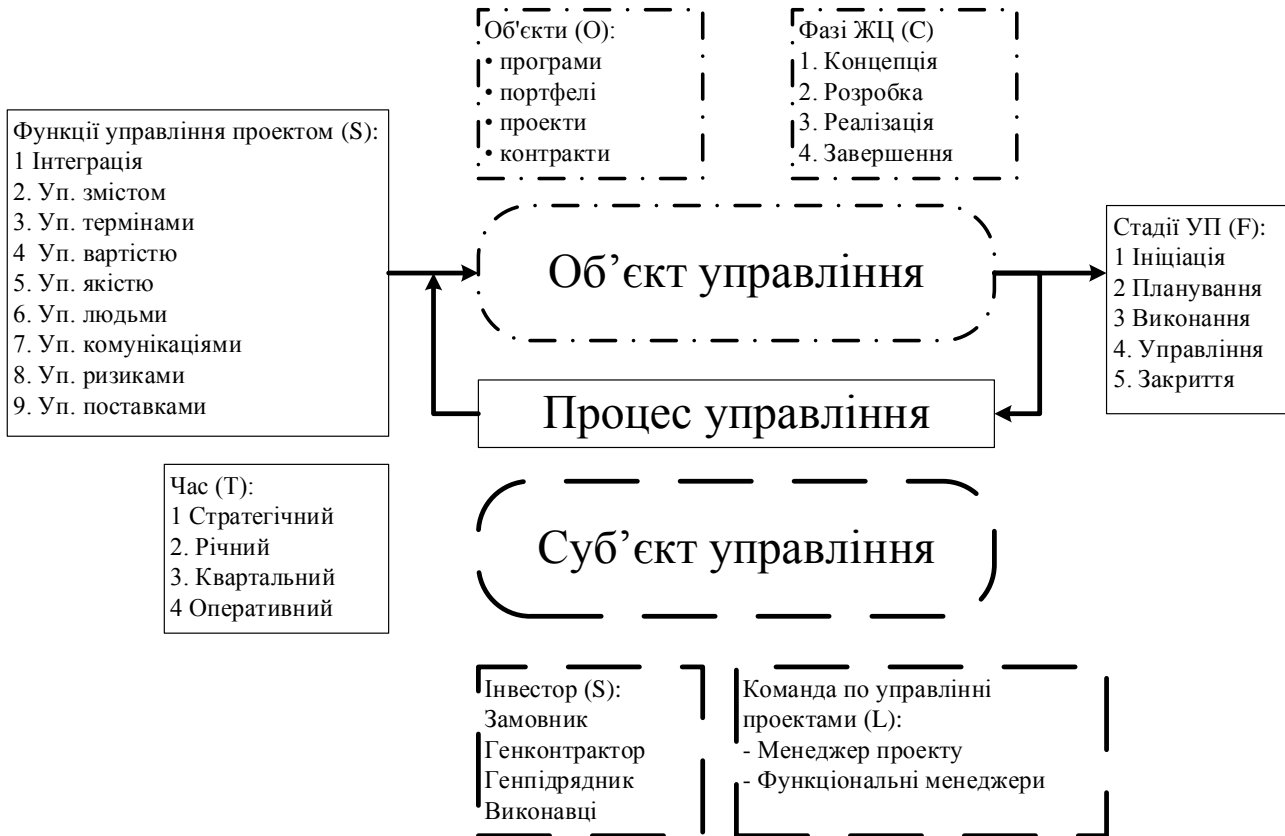 Об'єкти (О):
• програми
• портфелі
• проекти
• контракти
Фазі ЖЦ (С)
1. Концепція
2. Розробка
3. Реалізація
4. Завершення
Функції управління проектом (S):
1 Інтеграція
2. Уп. змістом
3. Уп. термінами
4 Уп. вартістю
5. Уп. якістю
6. Уп. людьми
7. Уп. комунікаціями
8. Уп. ризиками
9. Уп. поставками
Об’єкт управління
Стадії УП (F):
1 Ініціація
2 Планування
3 Виконання
4. Управління
5. Закриття
Процес управління
Час (Т):
1 Стратегічний
2. Річний
3. Квартальний
4 Оперативний
Суб’єкт управління
Інвестор (S):
Замовник
Генконтрактор
Генпідрядник
Виконавці
Команда по управлінні
проектами (L):
- Менеджер проекту
- Функціональні менеджери